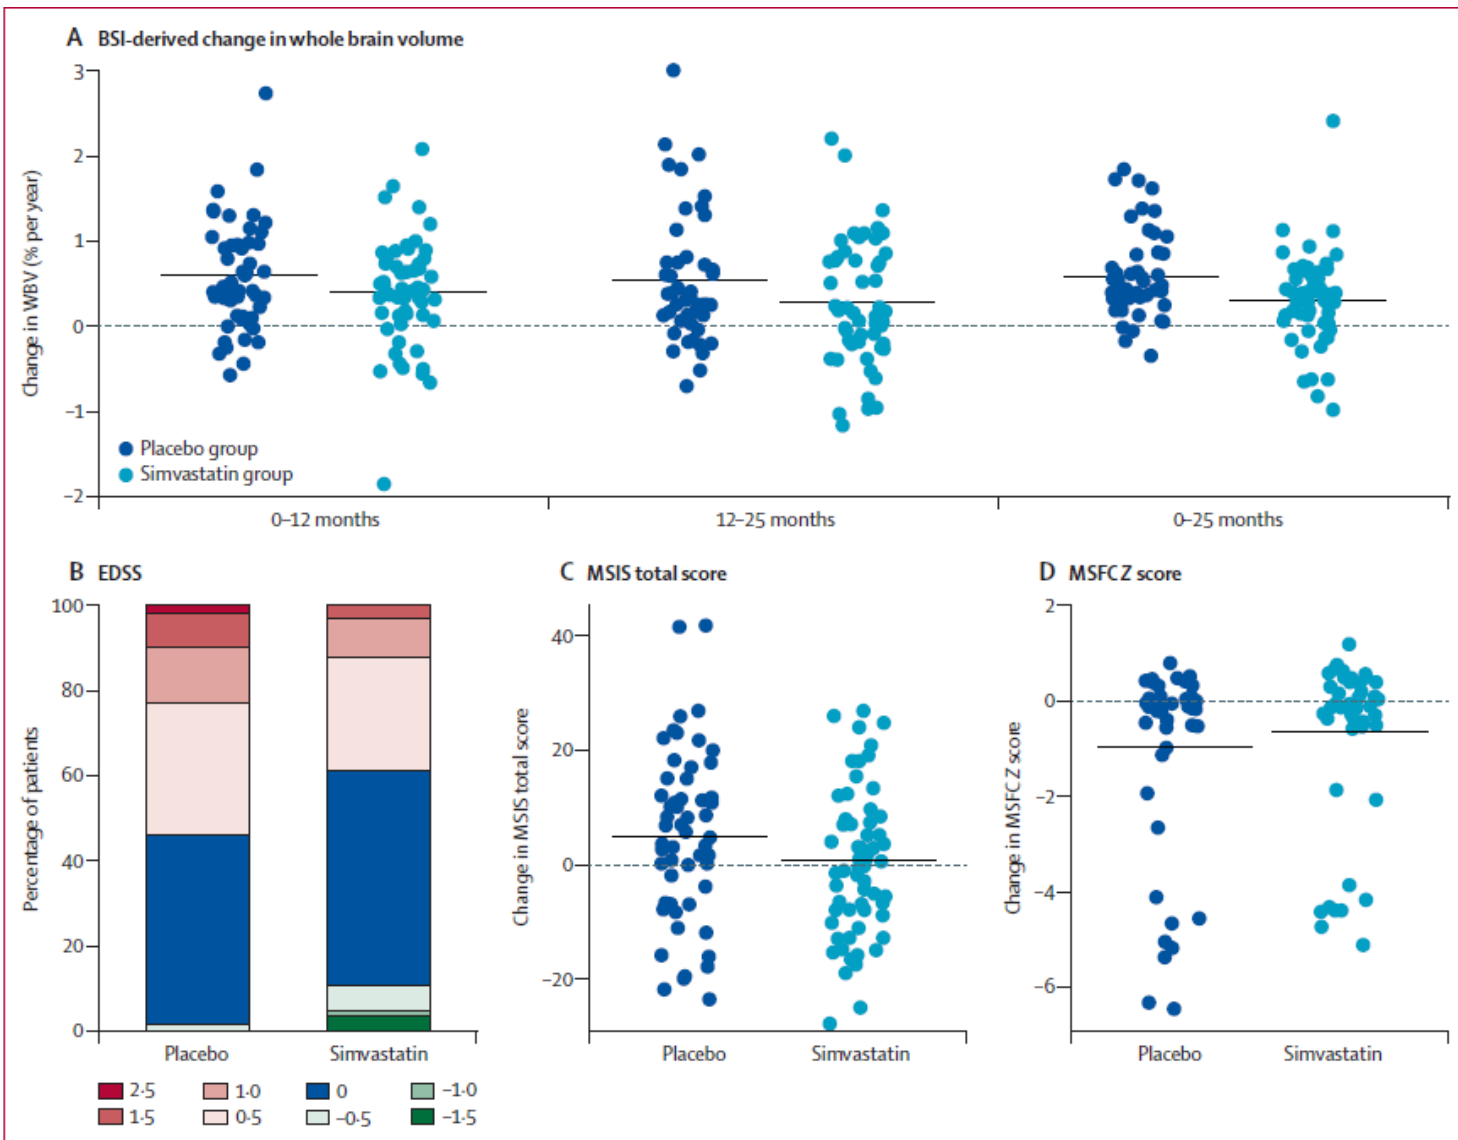 A BSI-derived change in whole brain volume
Change in WBV (% per year)
3
2
1
0
−1
−2
Placebo group
Simvastatin group
0–12 months
12–25 months
0–25 months
B EDSS
Percentage of patients
100
80
60
40
20
0
Placebo
Simvastatin
2·5
1·0
0
−1·0
1·5
0·5
−0·5
−1·5
C MSIS total score
Change in MSIS total score
40
20
0
−20
Placebo
Simvastatin
D MSFC Z score
Change in MSFC Z score
2
0
−2
−4
−6
Placebo
Simvastatin